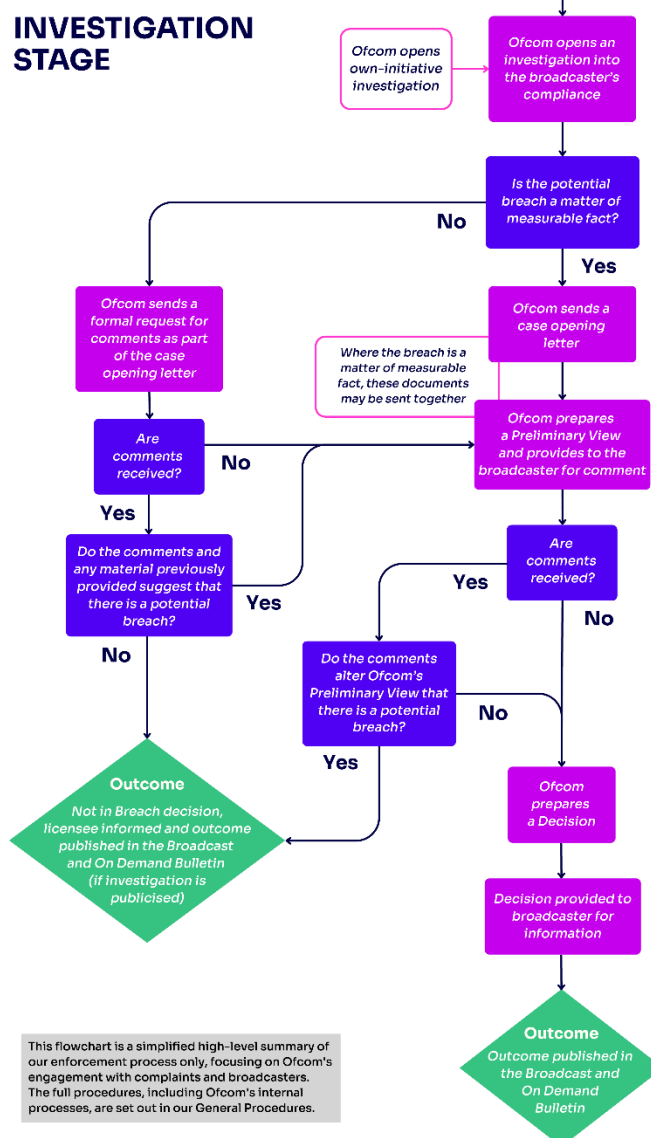 INVESTIGATION
STAGE
Ofcom opens
own-initiative
investigation
Ofcom opens an
investigation into
the broadcaster's
compliance
Is the potential
breach a matter of
measurable fact?
No
Yes
Ofcom sends a
formal request for
comments as part
of the case
opening letter
Ofcom sends a
case opening
letter
Where the breach is a
matter of measurable
fact, these documents
may be sent together
Ofcom prepares
a Preliminary View
and provides to the
broadcaster for comment
Are
comments
received?
No
Yes
Do the comments and
any material previously
provided suggest that
there is a potential
breach?
Yes
No
Are
comments
received?
Yes
No
Do the comments
alter Ofcom's
Preliminary View that
there is a potential
breach?
No
Yes
Outcome
Not in Breach decision,
licensee informed and outcome
published in the Broadcast
and On Demand Bulletin
(if investigation is
publicised)
Ofcom
prepares
a Decision
Decision provided to
broadcaster for
information
Outcome
Outcome published in
the Broadcast and
On Demand
Bulletin
This flowchart is a simplified high-level summary of
our enforcement process only, focusing on Ofcom's
engagement with complaints and broadcasters.
The full procedures, including Ofcom's internal
processes, are set out in our General Procedures.